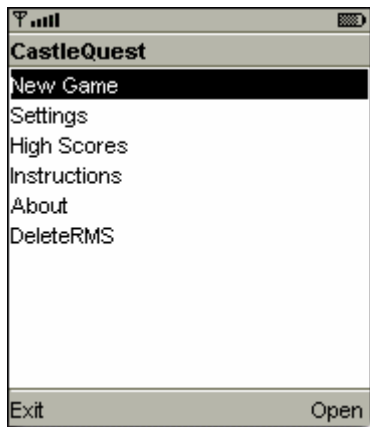 CastleQuest
New Game
Settings
High Scores
Instructions
About
DeleteRMS
Exit Open